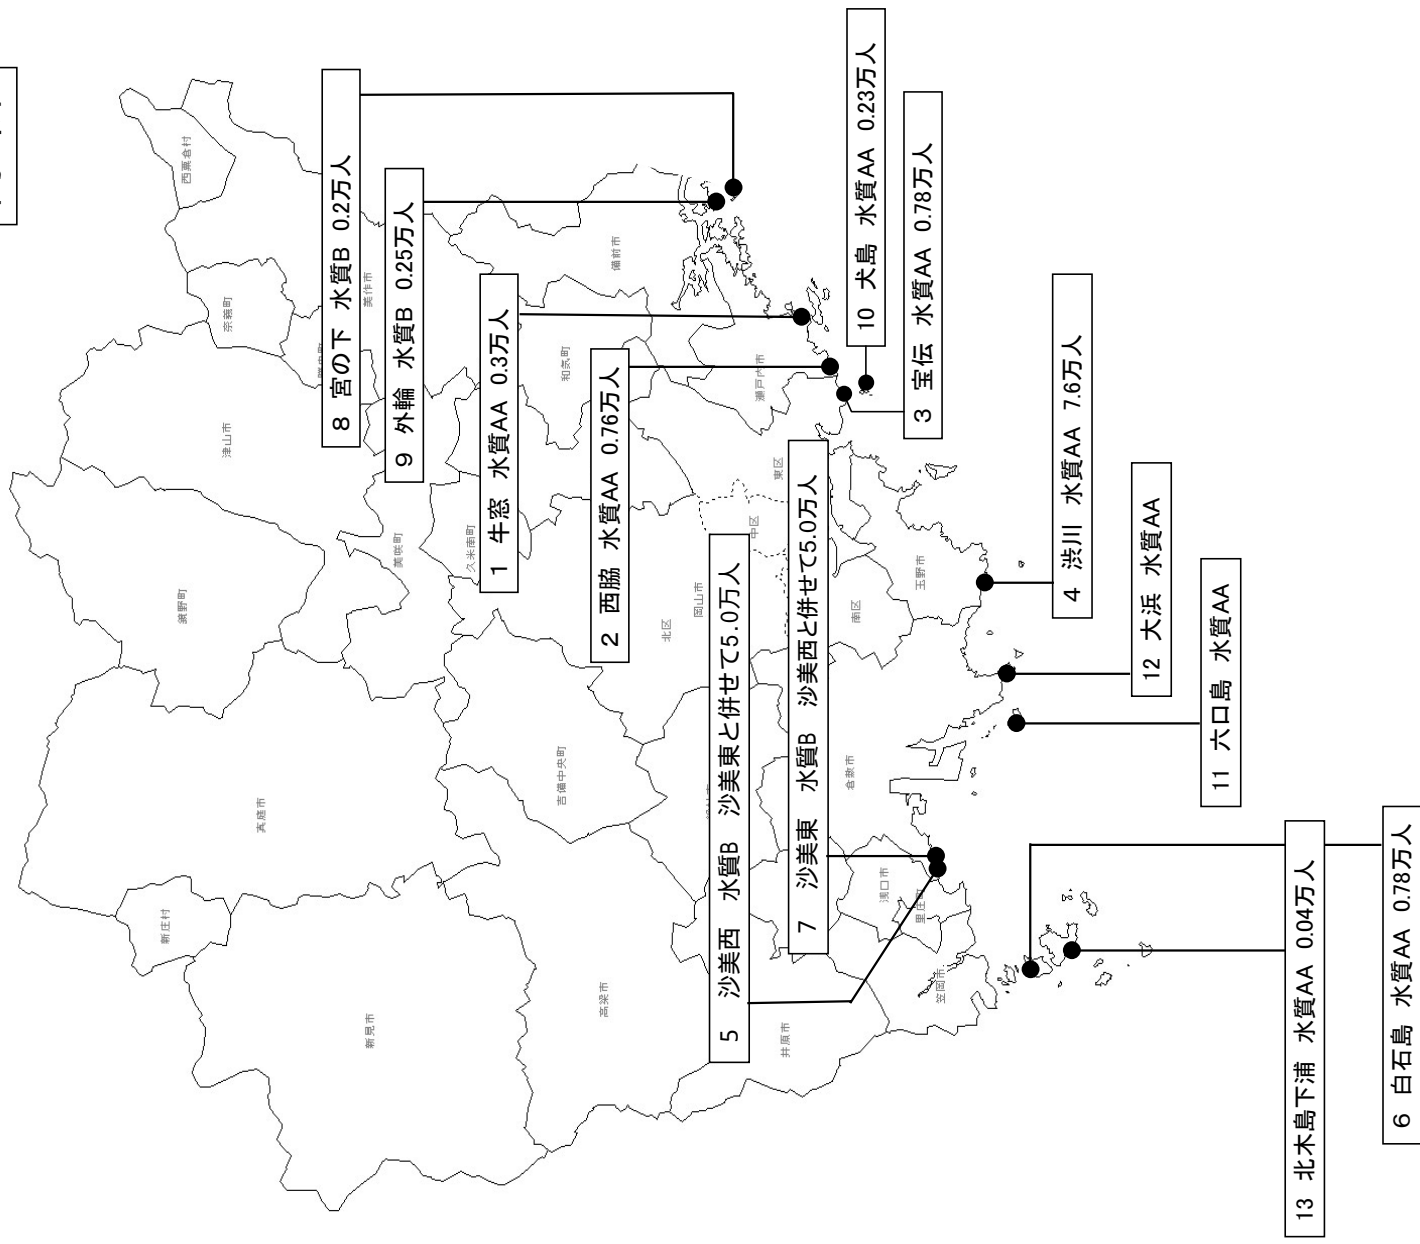 西粟倉村
8 宮の下 水質B 0.2万人
美作市
奈義町
9 外輪 水質B 0.25万人
備前市
10 犬島 水質AA 0.23万人
3 宝伝 水質AA 0.78万人
津山市
1 牛窓 水質AA 0.3万人
和気町
瀬戸内市
2 西脇 水質AA 0.76万人
4 渋川 水質AA 7.6万人
鏡野町
美咲町
久米南町
東区
中区
岡山市
北区
南区
玉野市
12 大浜 水質AA
11 六口島 水質AA
真庭市
吉備中央町
5 沙美西 水質B 沙美東と併せて5.0万人
7 沙美東 水質B 沙美西と併せて5.0万人
倉敷市
新庄村
浅口市
里庄町
笠岡市
新見市
高梁市
井原市
13 北木島下浦 水質AA 0.04万人
6 白石島 水質AA 0.78万人